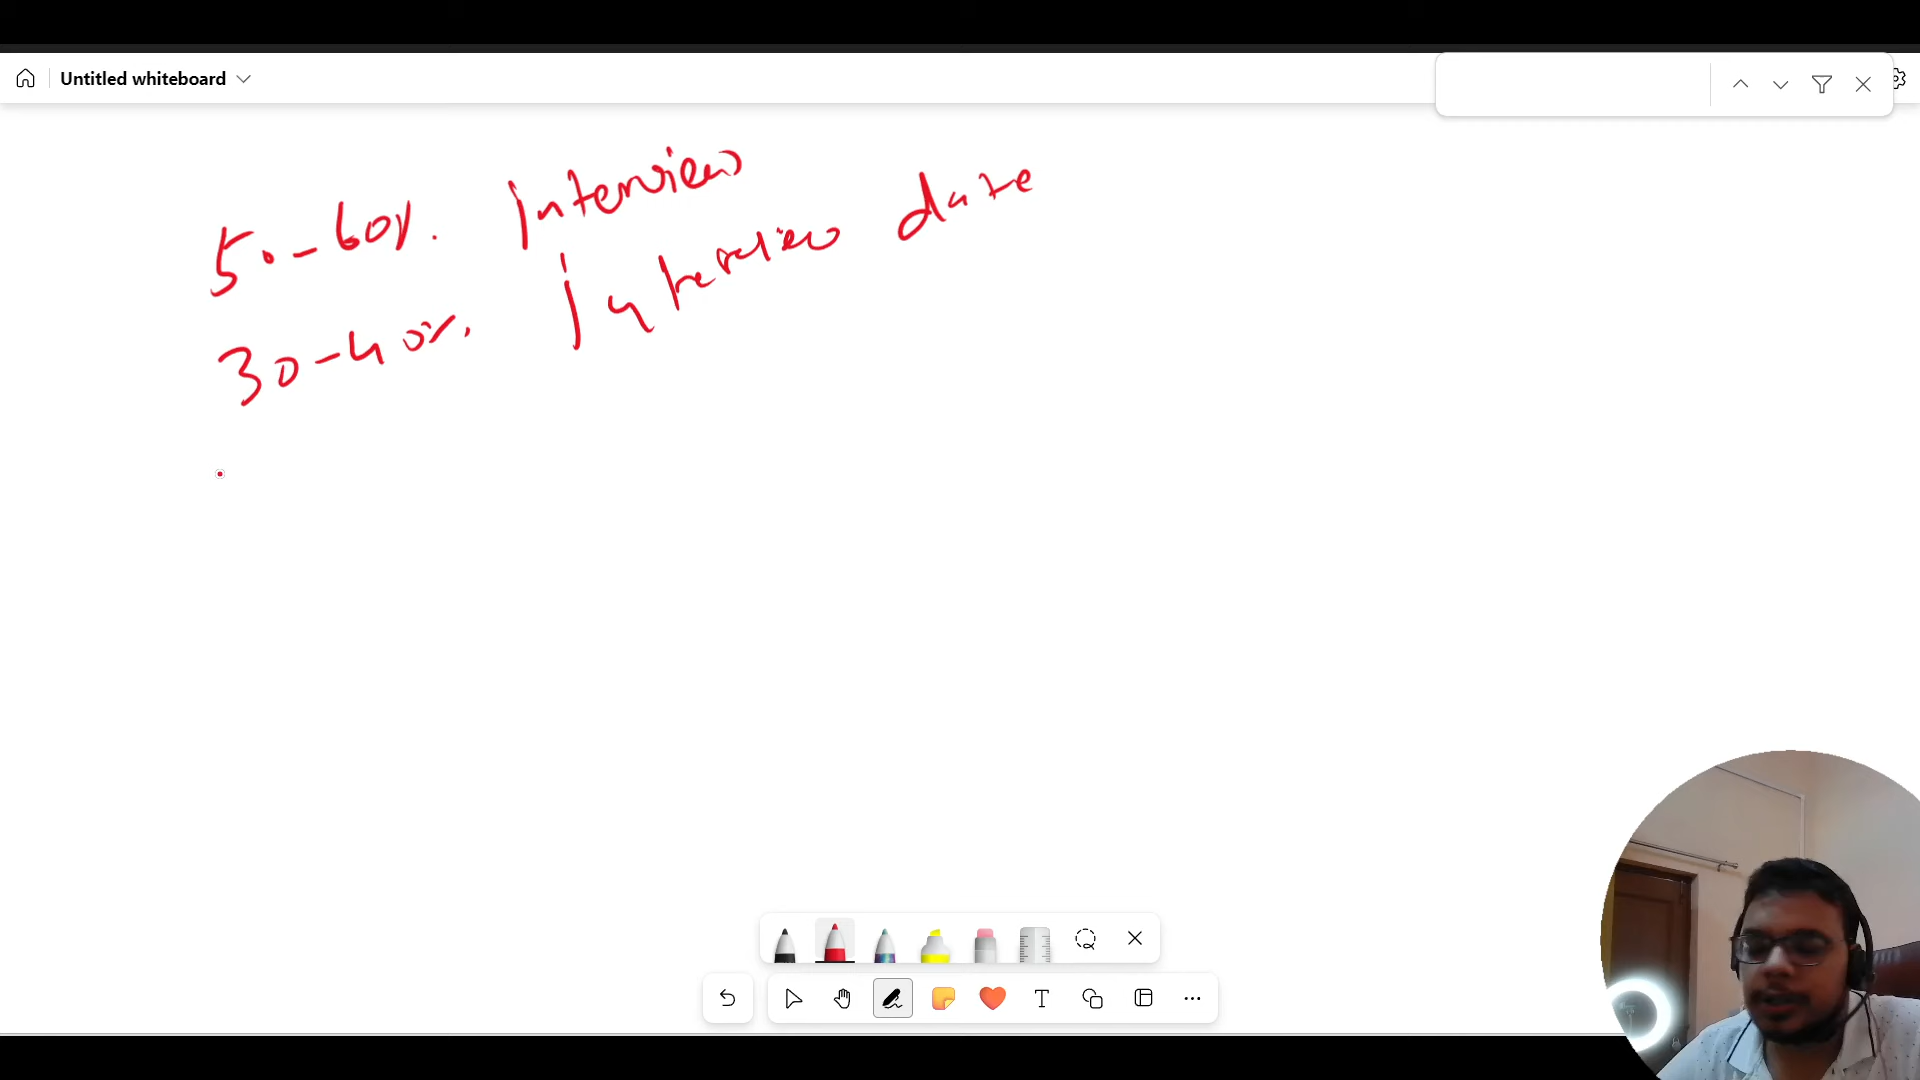 Untitled whiteboard
50-60%. Interview
30-40%. Interview date